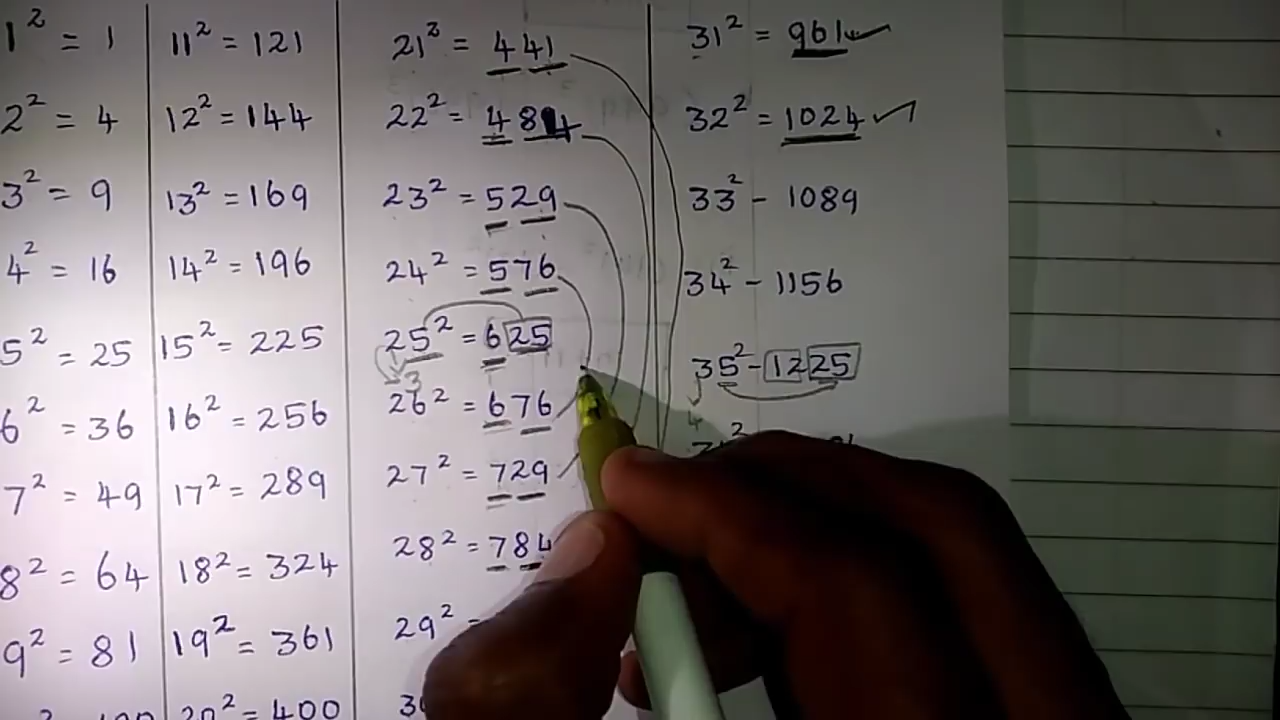 1² = 1
2² = 4
3² = 9
4² = 16
5² = 25
6² = 36
7² = 49
8² = 64
9² = 81
11² = 121
12² = 144
13² = 169
14² = 196
15² = 225
16² = 256
17² = 289
18² = 324
19² = 361
20² = 400
21² = 441
22² = 484
23² = 529
24² = 576
25² = 625
3
26² = 676
27² = 729
28² = 784
29² =
31² = 961
32² = 1024
33² - 1089
34² - 1156
35² - 1225
4